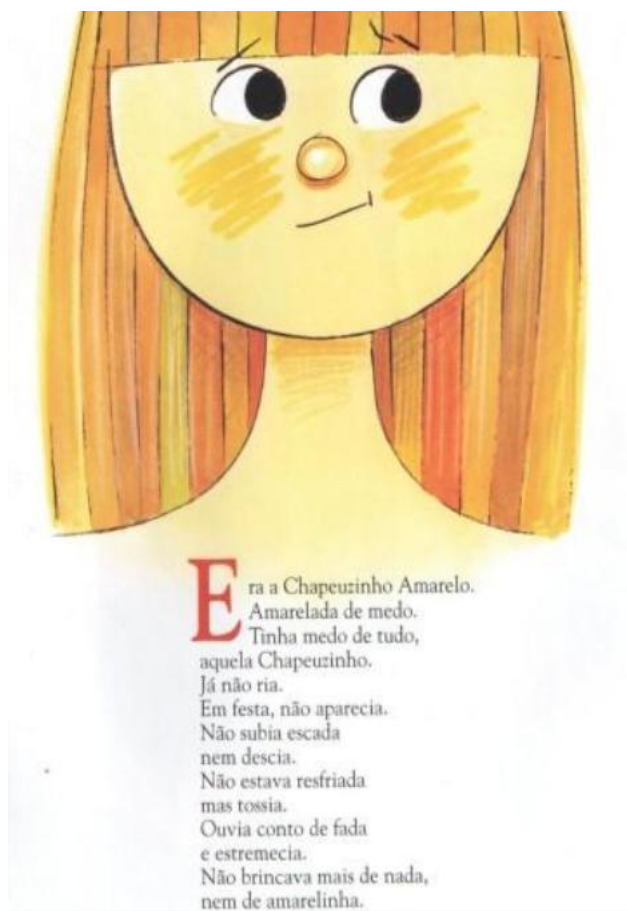 Era a Chapeuzinho Amarelo.
Amarelada de medo.
Tinha medo de tudo,
aquela Chapeuzinho.
Já não ria.
Em festa, não aparecia.
Não subia escada
nem descia.
Não estava resfriada
mas tossia.
Ouvia conto de fada
e estremecia.
Não brincava mais de nada,
nem de amarelinha.